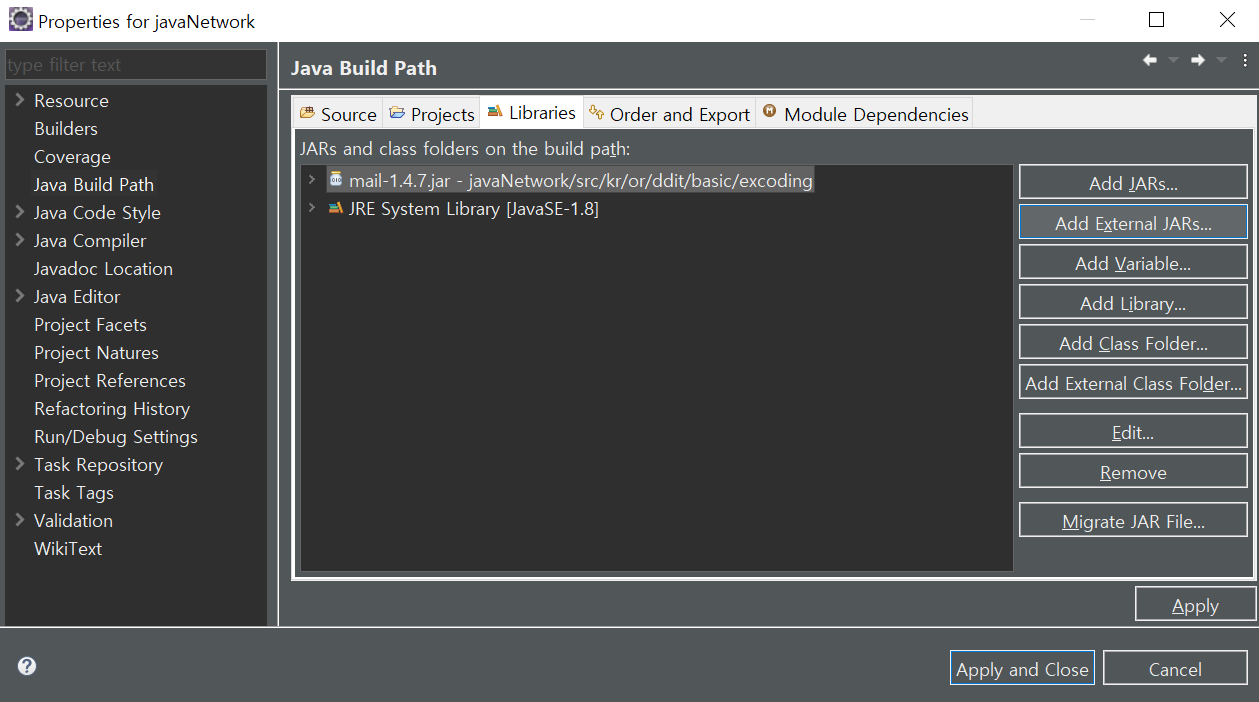 Properties for javaNetwork
type filter text
Resource
Builders
Coverage
Java Build Path
Java Code Style
Java Compiler
Javadoc Location
Java Editor
Project Facets
Project Natures
Project References
Refactoring History
Run/Debug Settings
Task Repository
Task Tags
Validation
WikiText
Java Build Path
Source Projects Libraries Order and Export Module Dependencies
JARs and class folders on the build path:
mail-1.4.7.jar - javaNetwork/src/kr/or/ddit/basic/excoding
JRE System Library [JavaSE-1.8]
Add JARs...
Add External JARs...
Add Variable...
Add Library...
Add Class Folder...
Add External Class Folder...
Edit...
Remove
Migrate JAR File...
Apply
Apply and Close Cancel